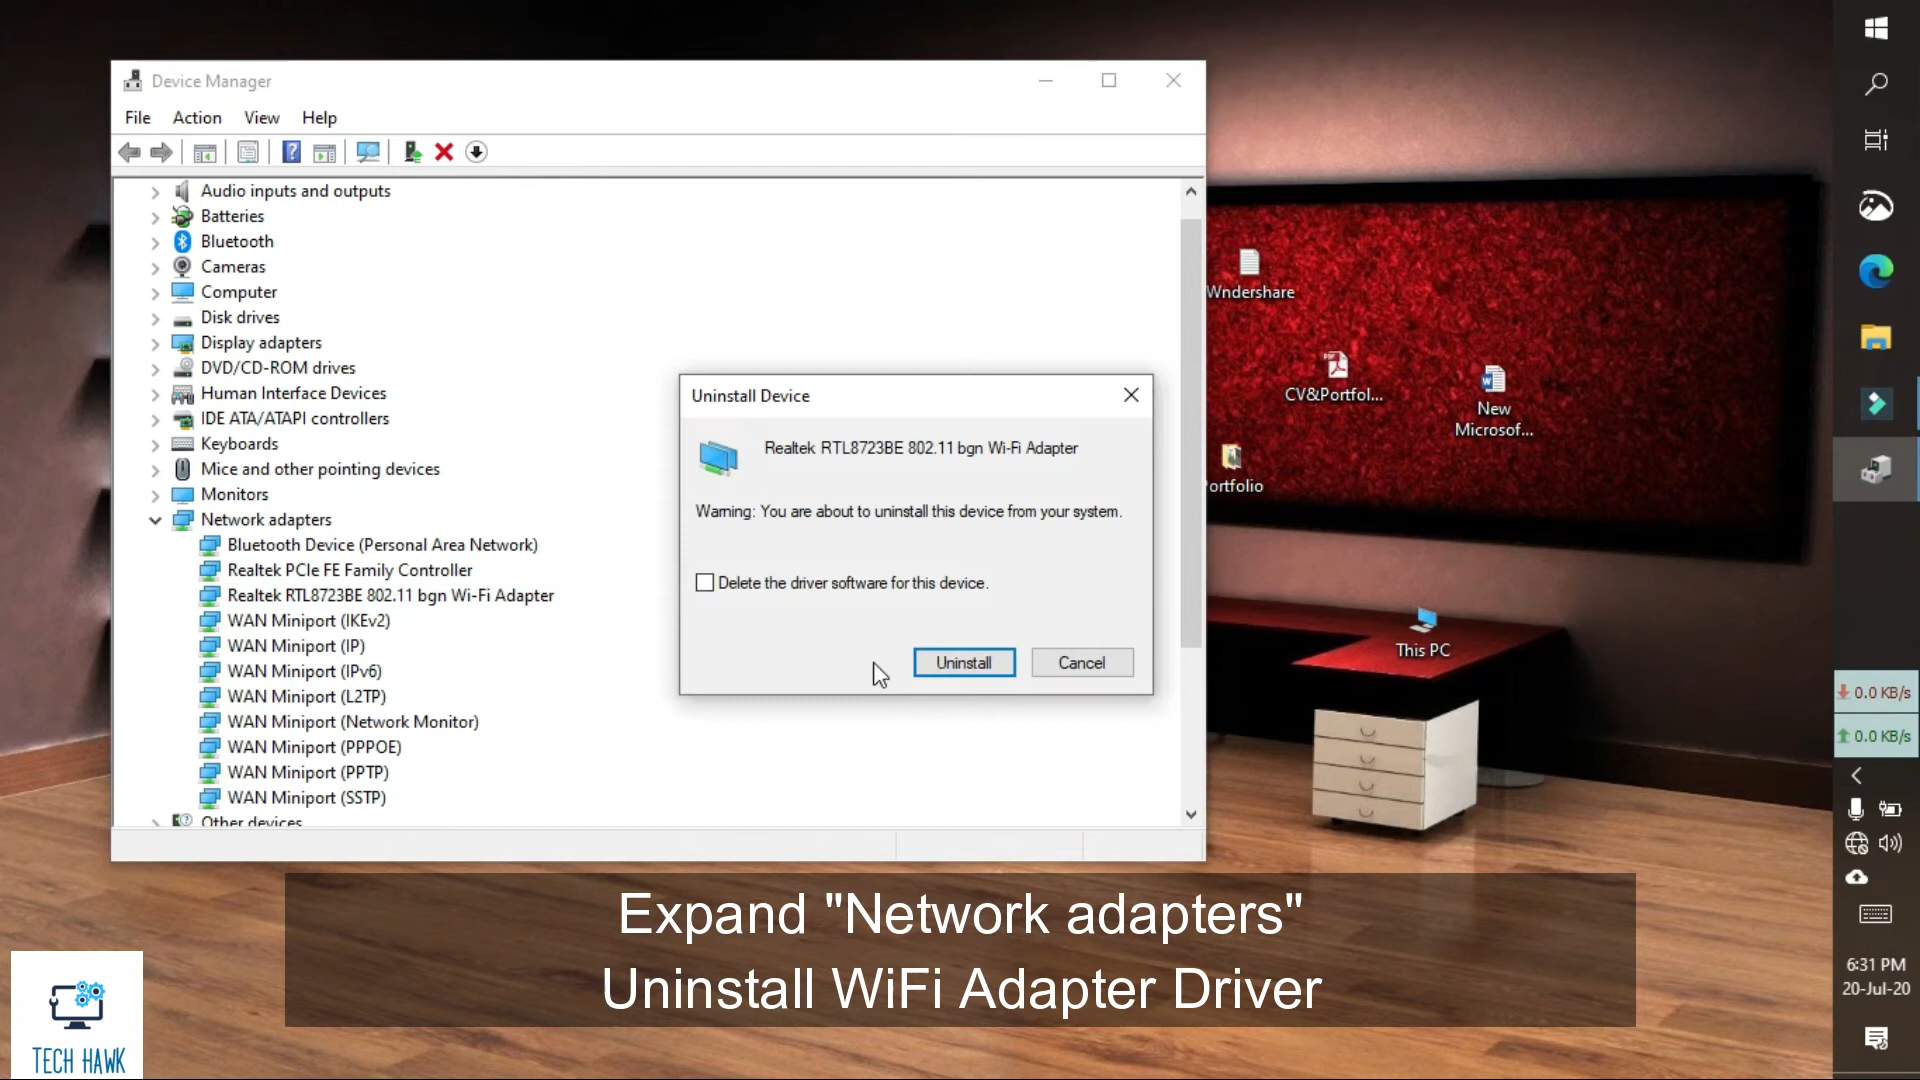 Device Manager
File Action View Help
Audio inputs and outputs
Batteries
Bluetooth
Cameras
Computer
Disk drives
Display adapters
DVD/CD-ROM drives
Human Interface Devices
IDE ATA/ATAPI controllers
Keyboards
Mice and other pointing devices
Monitors
Network adapters
Bluetooth Device (Personal Area Network)
Realtek PCIe FE Family Controller
Realtek RTL8723BE 802.11 bgn Wi-Fi Adapter
WAN Miniport (IKEv2)
WAN Miniport (IP)
WAN Miniport (IPv6)
WAN Miniport (L2TP)
WAN Miniport (Network Monitor)
WAN Miniport (PPPOE)
WAN Miniport (PPTP)
WAN Miniport (SSTP)
Other devices
Uninstall Device
Realtek RTL8723BE 802.11 bgn Wi-Fi Adapter
Warning: You are about to uninstall this device from your system.
Delete the driver software for this device.
Uninstall
Cancel
Wndershare
PDF
CV&Portfol...
New
Microsof...
ortfolio
This PC
0.0 KB/s
0.0 KB/s
6:31 PM
20-Jul-20
Expand "Network adapters"
Uninstall WiFi Adapter Driver
TECH HAWK